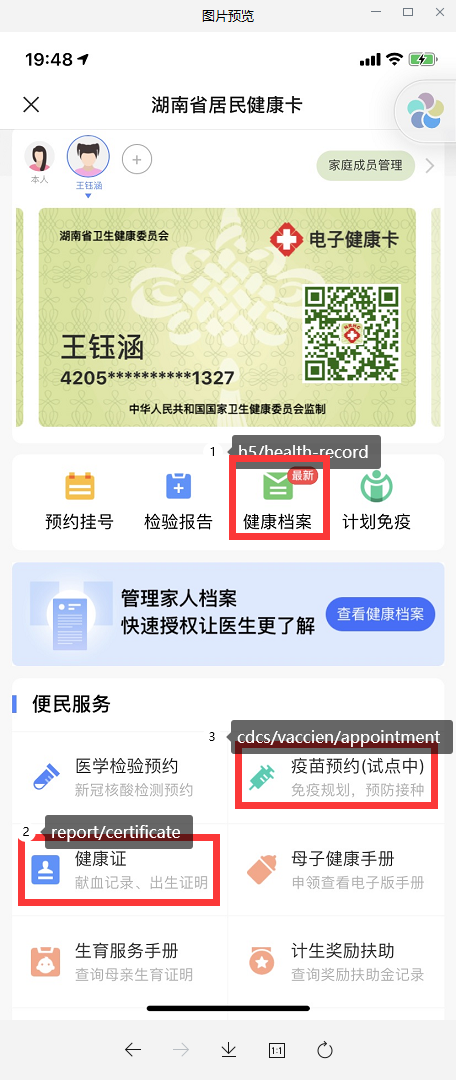 图片预览
19:48
湖南省居民健康卡
本人
王钰涵
家庭成员管理
湖南省卫生健康委员会
电子健康卡
王钰涵
4205**********1327
中华人民共和国国家卫生健康委员会监制
1
h5/health-record
最新
预约挂号
检验报告
健康档案
计划免疫
管理家人档案
快速授权让医生更了解
查看健康档案
便民服务
3
cdcs/vaccien/appointment
医学检验预约
新冠核酸检测预约
疫苗预约(试点中)
免疫规划，预防接种
2
report/certificate
健康证
献血记录、出生证明
母子健康手册
申领查看电子版手册
生育服务手册
查询母亲生育证明
计生奖励扶助
查询奖励扶助金记录
1:1